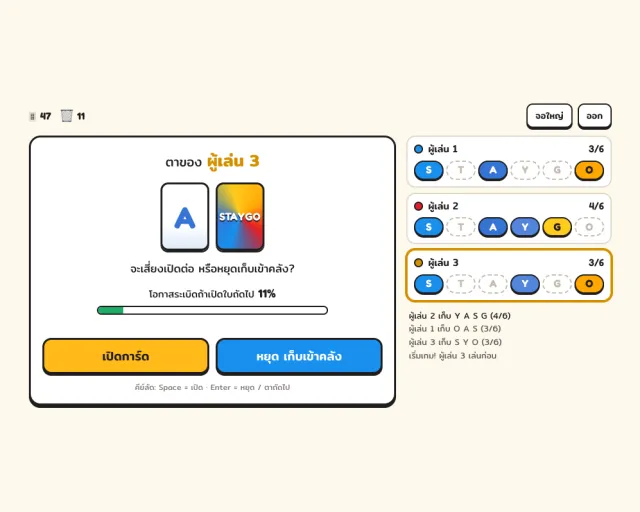 47 11
จอใหญ่ ออก
ตาของ ผู้เล่น 3
A STAYGO
จะเสี่ยงเปิดต่อ หรือหยุดเก็บเข้าคลัง?
โอกาสระเบิดถ้าเปิดใบถัดไป 11%
เปิดการ์ด หยุด เก็บเข้าคลัง
คีย์ลัด: Space = เปิด · Enter = หยุด / ตาถัดไป
ผู้เล่น 1 3/6
S T A Y G O
ผู้เล่น 2 4/6
S T A Y G O
ผู้เล่น 3 3/6
S T A Y G O
ผู้เล่น 2 เก็บ Y A S G (4/6)
ผู้เล่น 1 เก็บ O A S (3/6)
ผู้เล่น 3 เก็บ S Y O (3/6)
เริ่มเกม! ผู้เล่น 3 เล่นก่อน